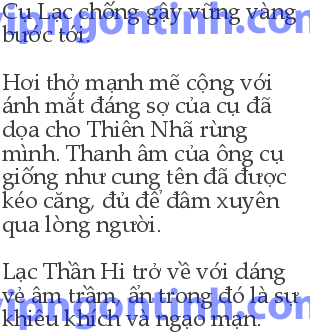 Cụ Lạc chống gậy vững vàng
bước tới.
Hơi thở mạnh mẽ cộng với
ánh mắt đáng sợ của cụ đã
dọa cho Thiên Nhã rùng
mình. Thanh âm của ông cụ
giống như cung tên đã được
kéo căng, đủ để đâm xuyên
qua lòng người.
Lạc Thần Hi trở về với dáng
vẻ âm trầm, ẩn trong đó là sự
khiêu khích và ngạo mạn.
vipngontinh.com